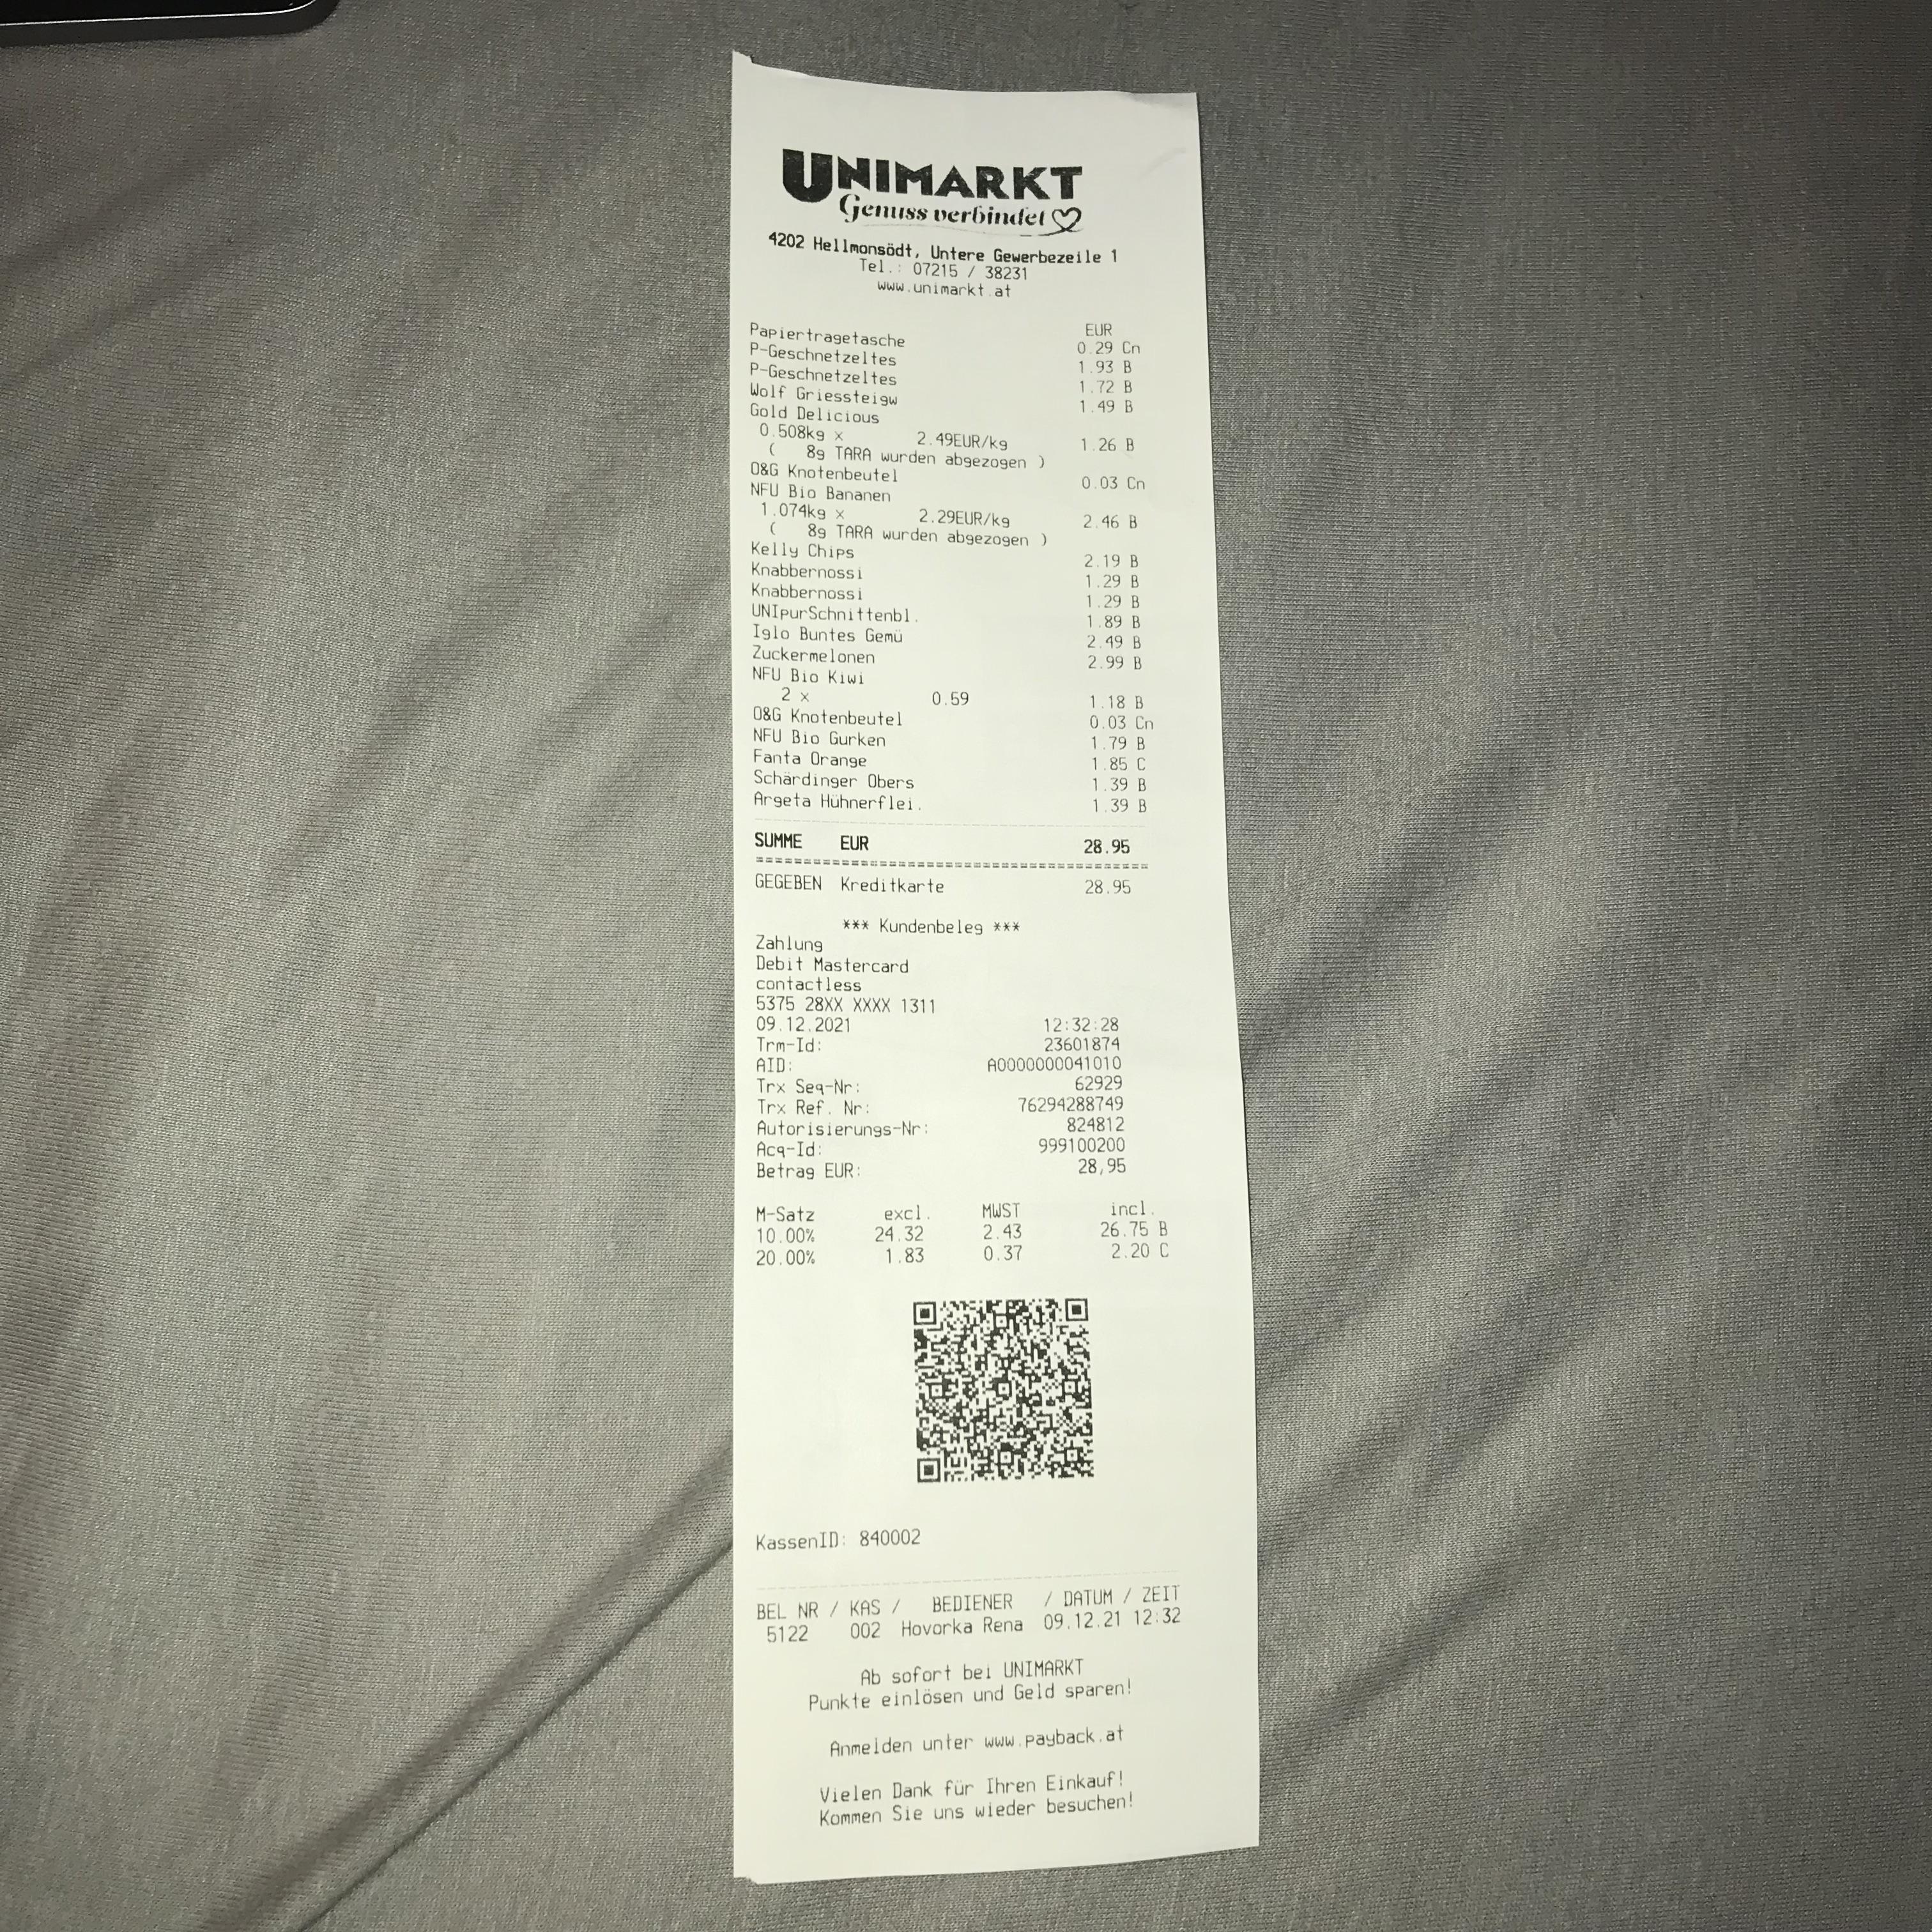 UNIMARKT
Genuss verbindet
4202 Hellmonsödt, Untere Gewerbezeile 1
Tel.: 07215 / 38231
www.unimarkt.at
EUR
Papiertragetasche 0.29 Cn
P-Geschnetzeltes 1.93 B
P-Geschnetzeltes 1.72 B
Wolf Griessteigw 1.49 B
Gold Delicious
0.508kg x 2.49EUR/kg 1.26 B
( 8g TARA wurden abgezogen )
O&G Knotenbeutel 0.03 Cn
NFU Bio Bananen
1.074kg x 2.29EUR/kg 2.46 B
( 8g TARA wurden abgezogen )
Kelly Chips 2.19 B
Knabbernossi 1.29 B
Knabbernossi 1.29 B
UNIpurSchnittenbl. 1.89 B
Iglo Buntes Gemü 2.49 B
Zuckermelonen 2.99 B
NFU Bio Kiwi
2 x 0.59 1.18 B
O&G Knotenbeutel 0.03 Cn
NFU Bio Gurken 1.79 B
Fanta Orange 1.85 C
Schärdinger Obers 1.39 B
Argeta Hühnerflei. 1.39 B
SUMME EUR 28.95
GEGEBEN Kreditkarte 28.95
*** Kundenbeleg ***
Zahlung
Debit Mastercard
contactless
5375 28XX XXXX 1311
09.12.2021 12:32:28
Trm-Id: 23601874
AID: A0000000041010
Trx Seq-Nr: 62929
Trx Ref. Nr: 76294288749
Autorisierungs-Nr: 824812
Acq-Id: 999100200
Betrag EUR: 28,95
M-Satz excl. MWST incl.
10.00% 24.32 2.43 26.75 B
20.00% 1.83 0.37 2.20 C
KassenID: 840002
BEL NR / KAS / BEDIENER / DATUM / ZEIT
5122 002 Hovorka Rena 09.12.21 12:32
Ab sofort bei UNIMARKT
Punkte einlösen und Geld sparen!
Anmelden unter www.payback.at
Vielen Dank für Ihren Einkauf!
Kommen Sie uns wieder besuchen!